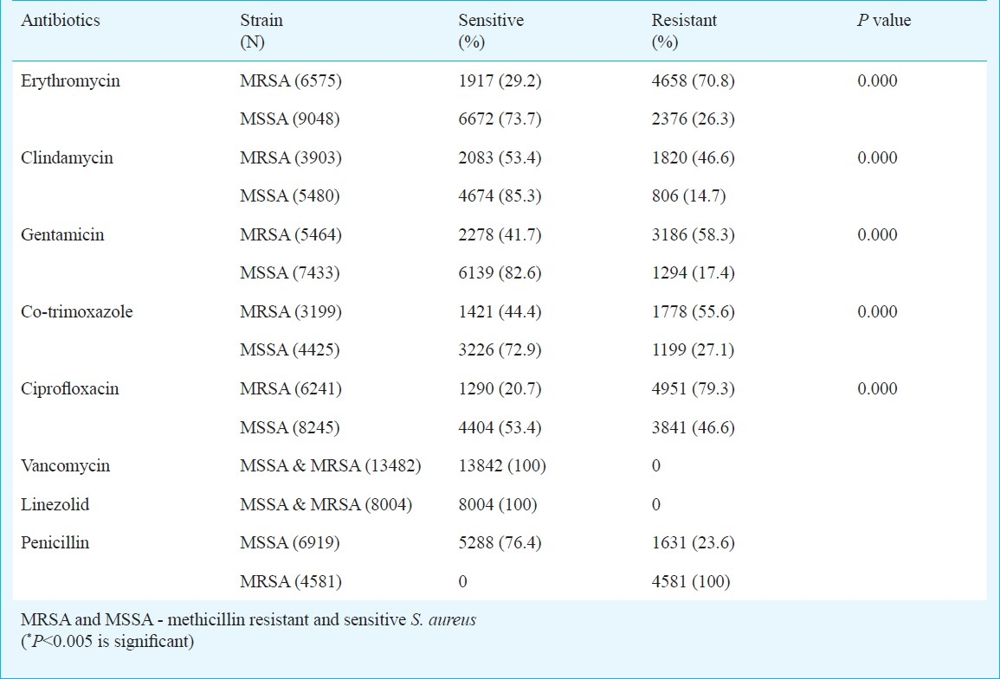 Antibiotics Strain (N) Sensitive (%) Resistant (%) P value
Erythromycin MRSA (6575) 1917 (29.2) 4658 (70.8) 0.000
MSSA (9048) 6672 (73.7) 2376 (26.3)
Clindamycin MRSA (3903) 2083 (53.4) 1820 (46.6) 0.000
MSSA (5480) 4674 (85.3) 806 (14.7)
Gentamicin MRSA (5464) 2278 (41.7) 3186 (58.3) 0.000
MSSA (7433) 6139 (82.6) 1294 (17.4)
Co-trimoxazole MRSA (3199) 1421 (44.4) 1778 (55.6) 0.000
MSSA (4425) 3226 (72.9) 1199 (27.1)
Ciprofloxacin MRSA (6241) 1290 (20.7) 4951 (79.3) 0.000
MSSA (8245) 4404 (53.4) 3841 (46.6)
Vancomycin MSSA & MRSA (13482) 13842 (100) 0
Linezolid MSSA & MRSA (8004) 8004 (100) 0
Penicillin MSSA (6919) 5288 (76.4) 1631 (23.6)
MRSA (4581) 0 4581 (100)
MRSA and MSSA - methicillin resistant and sensitive S. aureus
(*P<0.005 is significant)